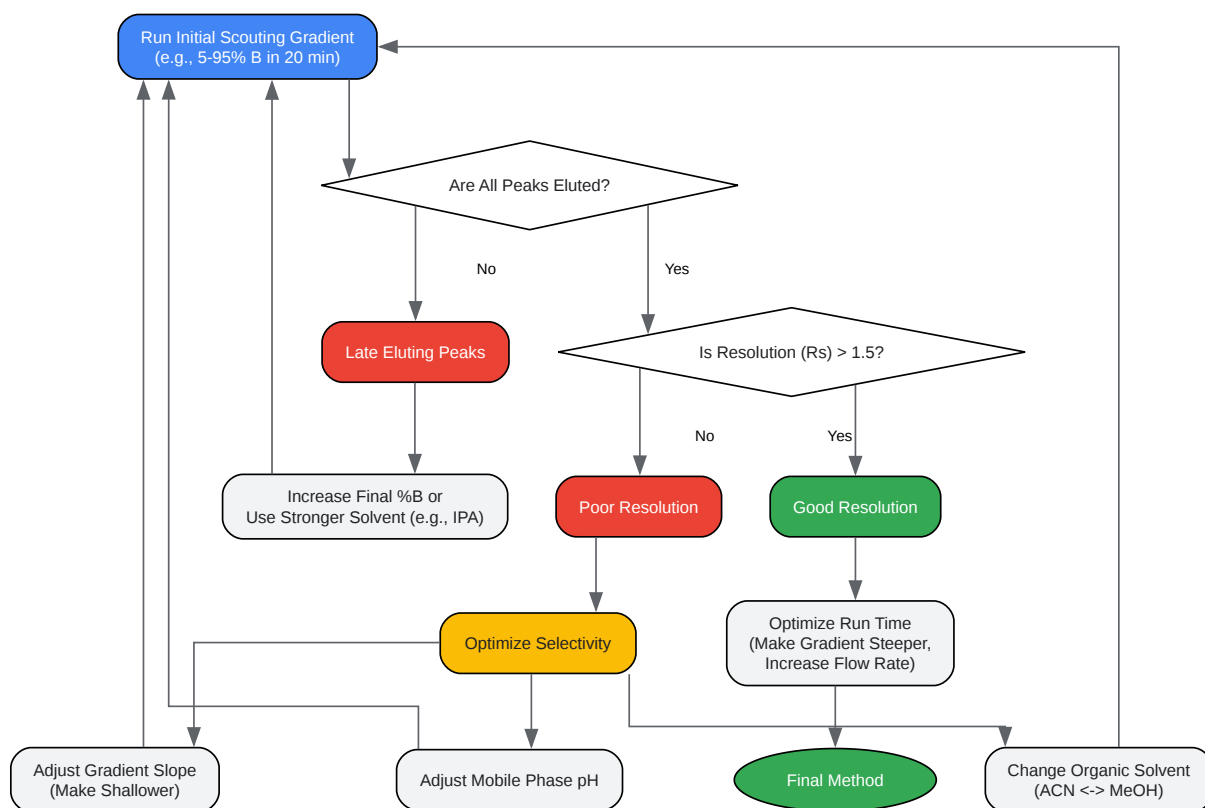 Run Initial Scouting Gradient
(e.g., 5-95% B in 20 min)
Are All Peaks Eluted?
No
Yes
Late Eluting Peaks
Is Resolution (Rs) > 1.5?
No
Yes
Increase Final %B or
Use Stronger Solvent (e.g., IPA)
Poor Resolution
Good Resolution
Optimize Selectivity
Optimize Run Time
(Make Gradient Steeper,
Increase Flow Rate)
Adjust Gradient Slope
(Make Shallower)
Adjust Mobile Phase pH
Final Method
Change Organic Solvent
(ACN <-> MeOH)